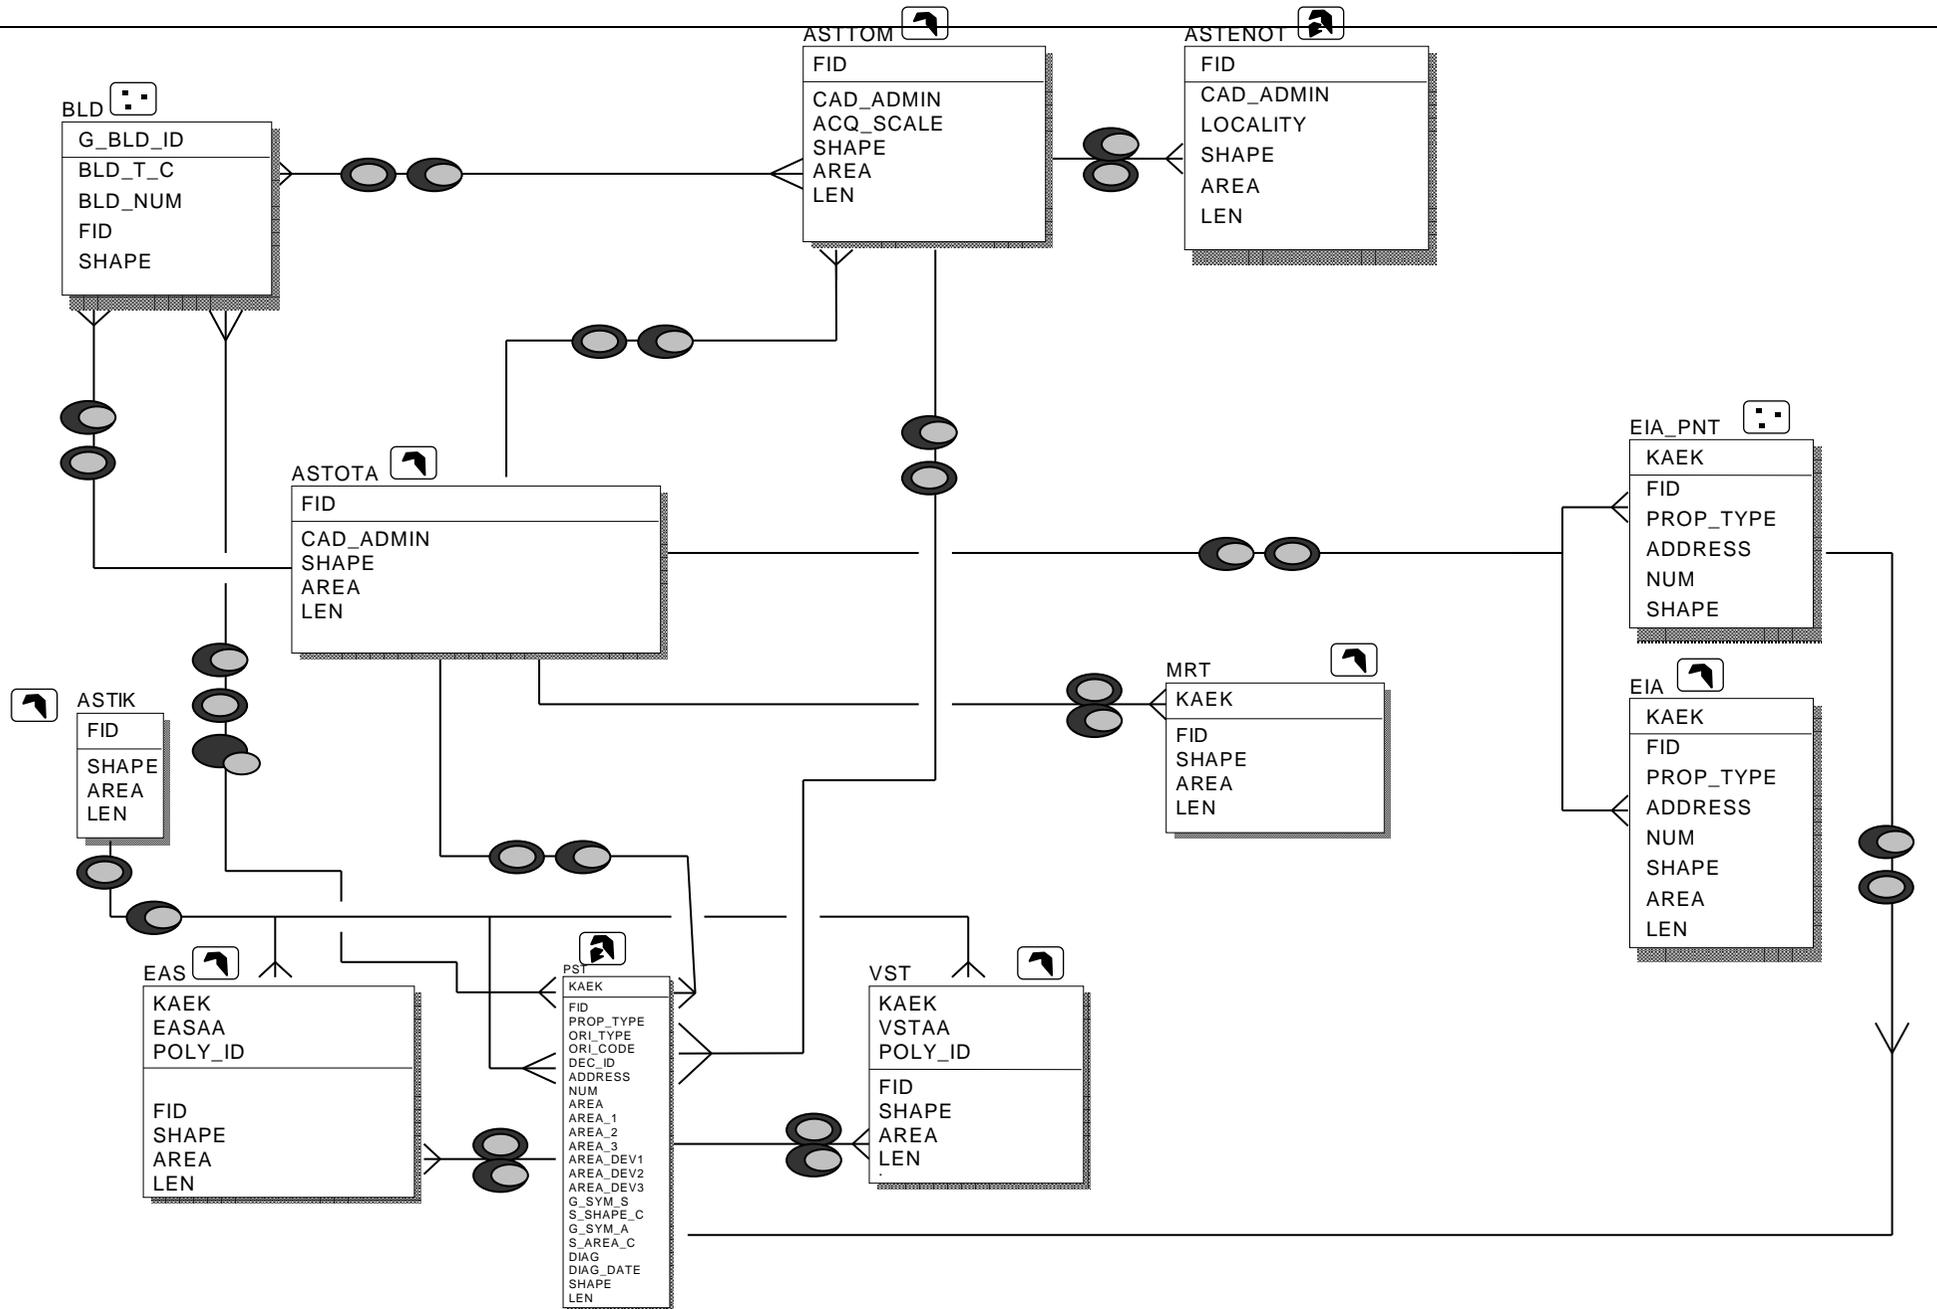 ASTTOM
FID
CAD_ADMIN
ACQ_SCALE
SHAPE
AREA
LEN
ASTENOT
FID
CAD_ADMIN
LOCALITY
SHAPE
AREA
LEN
BLD
G_BLD_ID
BLD_T_C
BLD_NUM
FID
SHAPE
ASTOTA
FID
CAD_ADMIN
SHAPE
AREA
LEN
EIA_PNT
KAEK
FID
PROP_TYPE
ADDRESS
NUM
SHAPE
MRT
KAEK
FID
SHAPE
AREA
LEN
EIA
KAEK
FID
PROP_TYPE
ADDRESS
NUM
SHAPE
AREA
LEN
ASTIK
FID
SHAPE
AREA
LEN
EAS
KAEK
EASAA
POLY_ID
FID
SHAPE
AREA
LEN
PST
KAEK
FID
PROP_TYPE
ORI_TYPE
ORI_CODE
DEC_ID
ADDRESS
NUM
AREA
AREA_1
AREA_2
AREA_3
AREA_DEV1
AREA_DEV2
AREA_DEV3
G_SYM_S
S_SHAPE_C
G_SYM_A
S_AREA_C
DIAG
DIAG_DATE
SHAPE
LEN
VST
KAEK
VSTAA
POLY_ID
FID
SHAPE
AREA
LEN
.